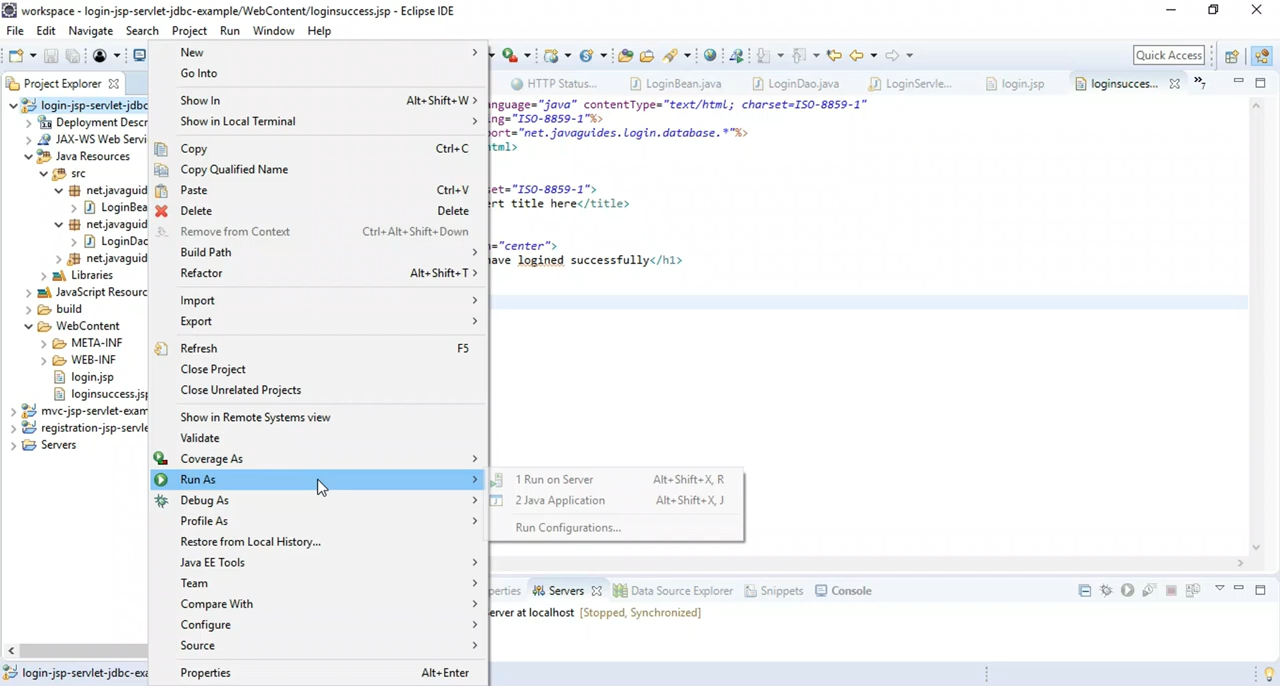 workspace - login-jsp-servlet-jdbc-example/WebContent/loginsuccess.jsp - Eclipse IDE
File Edit Navigate Search Project Run Window Help
Quick Access
Project Explorer
HTTP Status... LoginBean.java LoginDao.java LoginServle... login.jsp loginsucces... 7
login-jsp-servlet-jdbc
Deployment Descr
JAX-WS Web Servi
Java Resources
src
net.javaguid
LoginBea
net.javaguid
LoginDao
net.javaguid
Libraries
JavaScript Resourc
build
WebContent
META-INF
WEB-INF
login.jsp
loginsuccess.jsp
mvc-jsp-servlet-exam
registration-jsp-servle
Servers
New
Go Into
Show In Alt+Shift+W
Show in Local Terminal
Copy Ctrl+C
Copy Qualified Name
Paste Ctrl+V
Delete Delete
Remove from Context Ctrl+Alt+Shift+Down
Build Path
Refactor Alt+Shift+T
Import
Export
Refresh F5
Close Project
Close Unrelated Projects
Show in Remote Systems view
Validate
Coverage As
Run As
Debug As
Profile As
Restore from Local History...
Java EE Tools
Team
Compare With
Configure
Source
Properties Alt+Enter
1 Run on Server Alt+Shift+X, R
2 Java Application Alt+Shift+X, J
Run Configurations...
nguage="java" contentType="text/html; charset=ISO-8859-1"
ing="ISO-8859-1"%>
port="net.javaguides.login.database.*"%>
tml>
set="ISO-8859-1">
ert title here</title>
n="center">
have logined successfully</h1>
perties Servers Data Source Explorer Snippets Console
erver at localhost [Stopped, Synchronized]
login-jsp-servlet-jdbc-exa